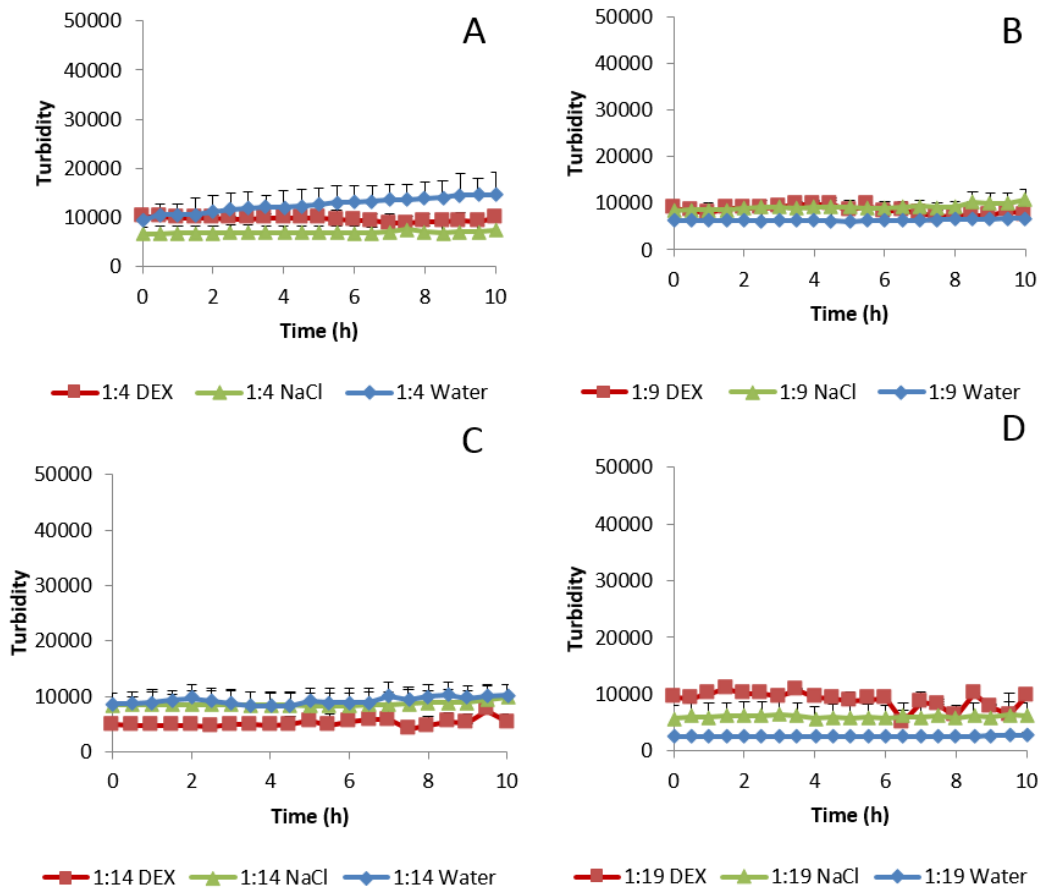 A
50000
40000
30000
20000
10000
0
Turbidity
0 2 4 6 8 10
Time (h)
1:4 DEX 1:4 NaCl 1:4 Water
B
50000
40000
30000
20000
10000
0
Turbidity
0 2 4 6 8 10
Time (h)
1:9 DEX 1:9 NaCl 1:9 Water
C
50000
40000
30000
20000
10000
0
Turbidity
0 2 4 6 8 10
Time (h)
1:14 DEX 1:14 NaCl 1:14 Water
D
50000
40000
30000
20000
10000
0
Turbidity
0 2 4 6 8 10
Time (h)
1:19 DEX 1:19 NaCl 1:19 Water